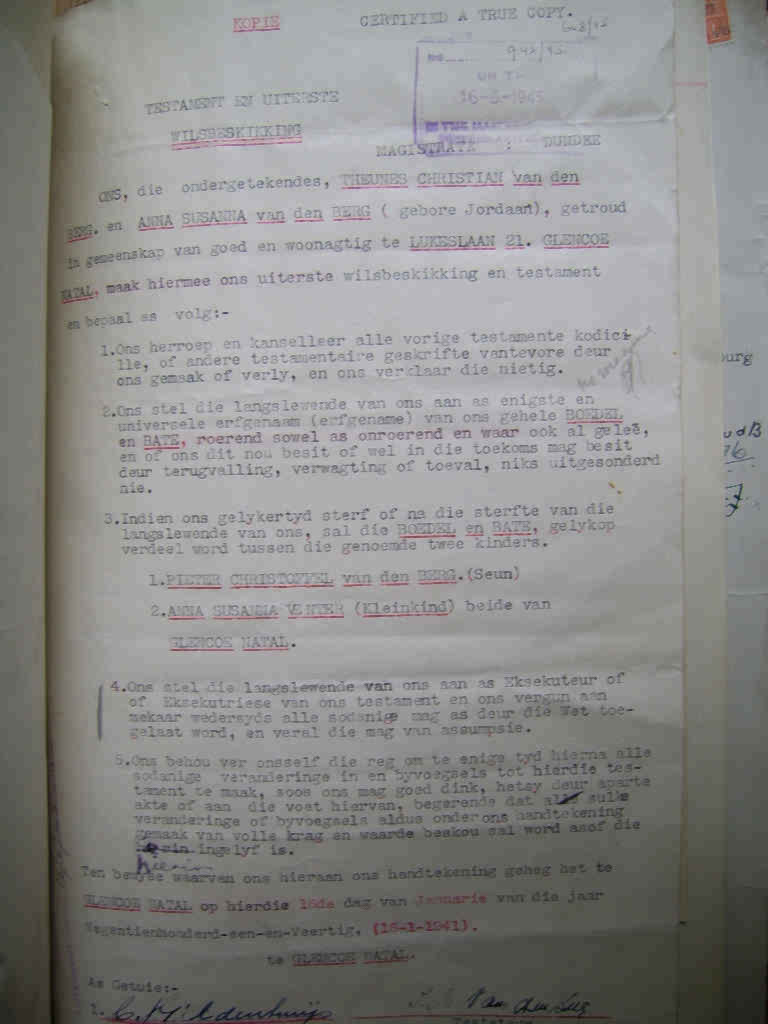 KOPIE CERTIFIED A TRUE COPY.
942/45
16-5-1945
TESTAMENT EN UITERSTE
WILSBESKIKKING
MAGISTRATE : DUNDEE
ONS, die ondergetekendes, THEUNES CHRISTIAN van den
BERG. en ANNA SUSANNA van den BERG ( gebore Jordaan), getroud
in gemeenskap van goed en woonagtig te LUKESLAAN 21. GLENCOE
NATAL, maak hiermee ons uiterste wilsbeskikking en testament
en bepaal as volg:-
1.Ons herroep en kanselleer alle vorige testamente kodici-
lle, of andere testamentaire geskrifte vantevore deur
ons gemaak of verly, en ons verklaar die nietig.
2.Ons stel die langslewende van ons aan as enigste en
universele erfgenaam (erfgename) van ons gehele BOEDEL
en BATE, roerend sowel as onroerend en waar ook al geleë,
en of ons dit nou besit of wel in die toekoms mag besit
deur terugvalling, verwagting of toeval, niks uitgesonderd
nie.
3.Indien ons gelykertyd sterf of na die sterfte van die
langslewende van ons, sal die BOEDEL en BATE, gelykop
verdeel word tussen die genoemde twee kinders.
1.PIETER CHRISTOFFEL van den BERG.(Seun)
2.ANNA SUSANNA VENTER (Kleinkind) beide van
GLENCOE NATAL.
4.Ons stel die langslewende van ons aan as Eksekuteur of
of Eksekutriese van ons testament en ons vergun aan
mekaar wedersyds alle sodanige mag as deur die Wet toe-
gelaat word, en veral die mag van assumpsie.
5.Ons behou ver onsself die reg om te enige tyd hierna alle
sodanige veranderinge in en byvoegsels tot hierdie tes-
tament te maak, soos ons mag goed dink, hetsy deur aparte
akte of aan die voet hiervan, begerende dat alle sulke
veranderinge of byvoegsels aldus onder ons handtekening
gemaak van volle krag en waarde beskou sal word asof die
ingelyf is.
hierin
Ten bewyse waarvan ons hieraan ons handtekening geheg het te
GLENCOE NATAL op hierdie 16de dag van Januarie van die jaar
Negentienhonderd-een-en-Veertig, (16-1-1941).
te GLENCOE NATAL.
As Getuie:-
1.
van den Berg
urg
76